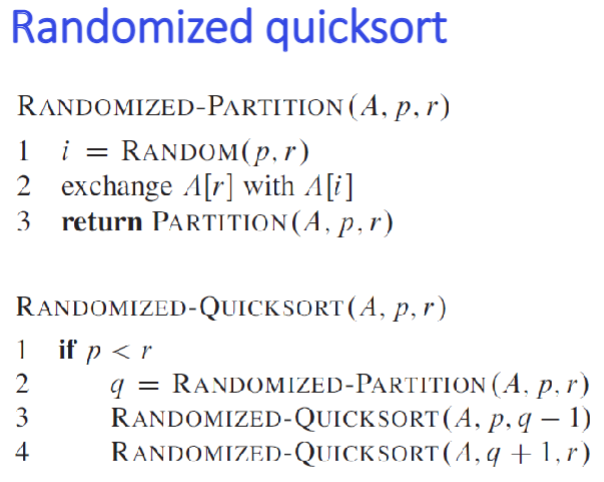 Randomized quicksort
RANDOMIZED-PARTITION(A, p, r)
1 i = RANDOM(p, r)
2 exchange A[r] with A[i]
3 return PARTITION(A, p, r)
RANDOMIZED-QUICKSORT(A, p, r)
1 if p < r
2 q = RANDOMIZED-PARTITION(A, p, r)
3 RANDOMIZED-QUICKSORT(A, p, q − 1)
4 RANDOMIZED-QUICKSORT(A, q + 1, r)